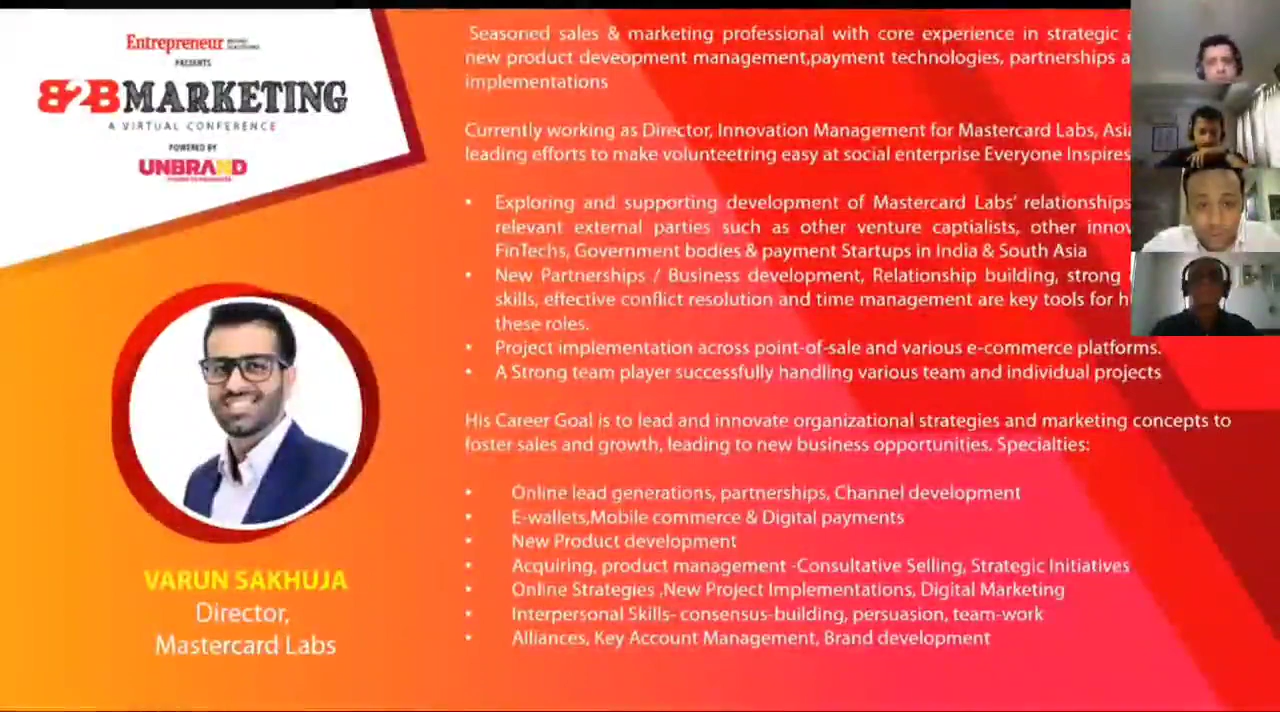 Entrepreneur
PRESENTS
B2B MARKETING
A VIRTUAL CONFERENCE
POWERED BY
UNBRAND
VARUN SAKHUJA
Director,
Mastercard Labs
Seasoned sales & marketing professional with core experience in strategic
new product deveopment management,payment technologies, partnerships
implementations
Currently working as Director, Innovation Management for Mastercard Labs,
leading efforts to make volunteetring easy at social enterprise Everyone Inspires
• Exploring and supporting development of Mastercard Labs' relationships
relevant external parties such as other venture captialists, other
FinTechs, Government bodies & payment Startups in India & South Asia
• New Partnerships / Business development, Relationship building, strong
skills, effective conflict resolution and time management are key tools for
these roles.
• Project implementation across point-of-sale and various e-commerce platforms.
• A Strong team player successfully handling various team and individual projects
His Career Goal is to lead and innovate organizational strategies and marketing concepts to
foster sales and growth, leading to new business opportunities. Specialties:
• Online lead generations, partnerships, Channel development
• E-wallets,Mobile commerce & Digital payments
• New Product development
• Acquiring, product management -Consultative Selling, Strategic Initiatives
• Online Strategies ,New Project Implementations, Digital Marketing
• Interpersonal Skills- consensus-building, persuasion, team-work
• Alliances, Key Account Management, Brand development